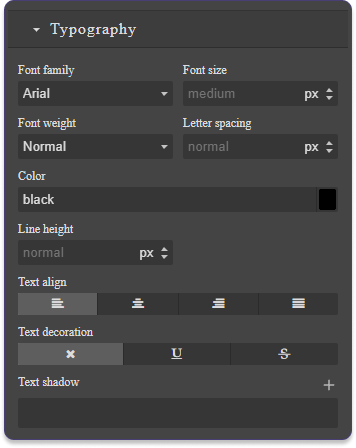 Typography
Font family Font size
Arial medium px
Font weight Letter spacing
Normal normal px
Color
black
Line height
normal px
Text align
Text decoration
U S
Text shadow